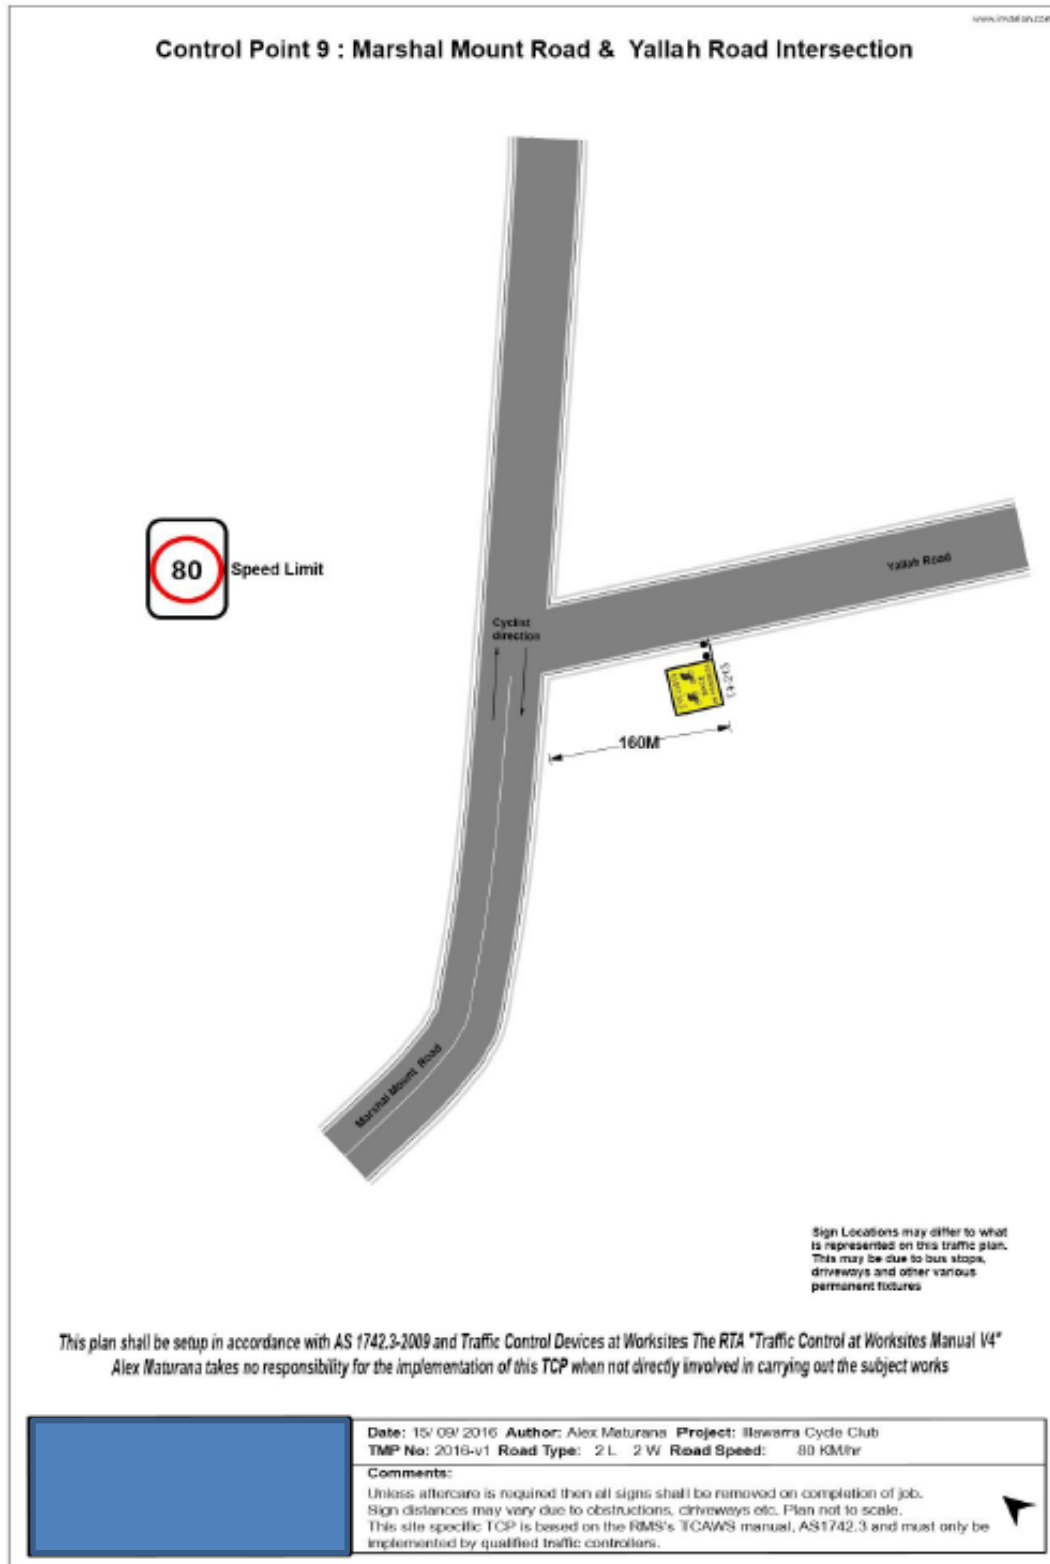 www.invarion.com
Control Point 9 : Marshal Mount Road & Yallah Road Intersection
80
Speed Limit
Yallah Road
Cyclist
direction
160M
Marshal Mount Road
Sign Locations may differ to what
is represented on this traffic plan.
This may be due to bus stops,
driveways and other various
permanent fixtures
This plan shall be setup in accordance with AS 1742.3-2009 and Traffic Control Devices at Worksites The RTA "Traffic Control at Worksites Manual V4"
Alex Maturana takes no responsibility for the implementation of this TCP when not directly involved in carrying out the subject works
Date: 15/ 09/ 2016 Author: Alex Maturana Project: Illawarra Cycle Club
TMP No: 2016-v1 Road Type: 2 L 2 W Road Speed: 80 KM/hr
Comments:
Unless aftercare is required then all signs shall be removed on completion of job.
Sign distances may vary due to obstructions, driveways etc. Plan not to scale.
This site specific TCP is based on the RMS's TCAWS manual, AS1742.3 and must only be
implemented by qualified traffic controllers.